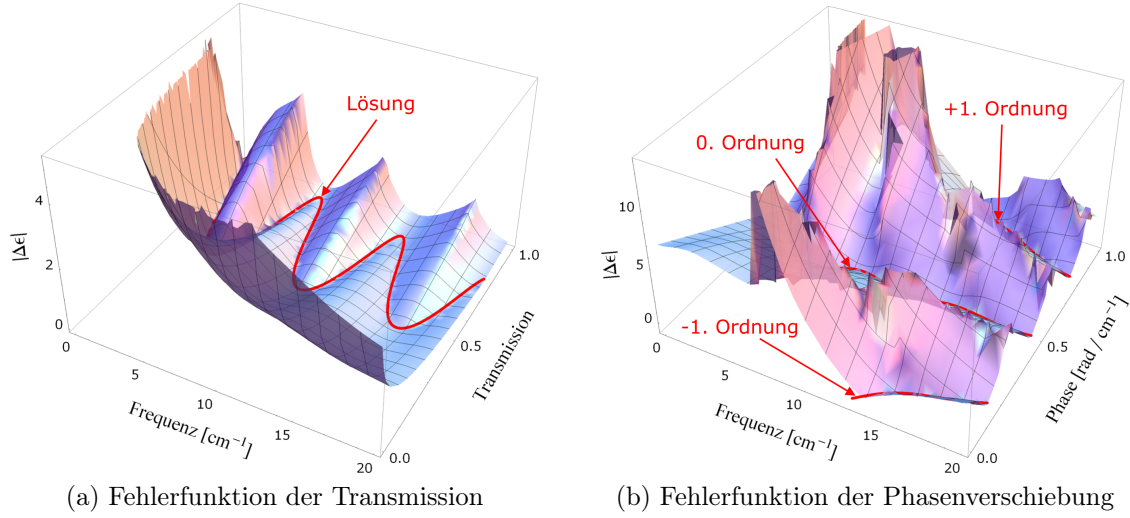 Lösung
4
2
0
|Δϵ|
0
5
10
15
20
Frequenz [cm⁻¹]
0.0
0.5
1.0
Transmission
(a) Fehlerfunktion der Transmission
+1. Ordnung
0. Ordnung
-1. Ordnung
10
5
0
|Δϵ|
0
5
10
15
20
Frequenz [cm⁻¹]
0.0
0.5
1.0
Phase [rad / cm⁻¹]
(b) Fehlerfunktion der Phasenverschiebung